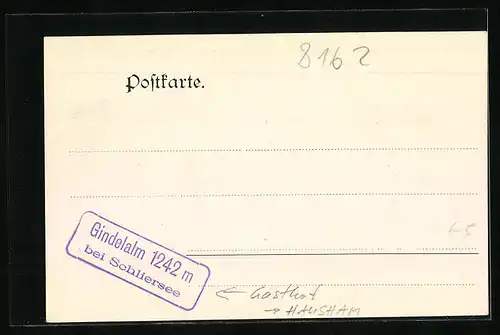 8162
Postkarte.
Gindelalm 1242 m
bei Schliersee
← Gasthof
→ HAUSHAM